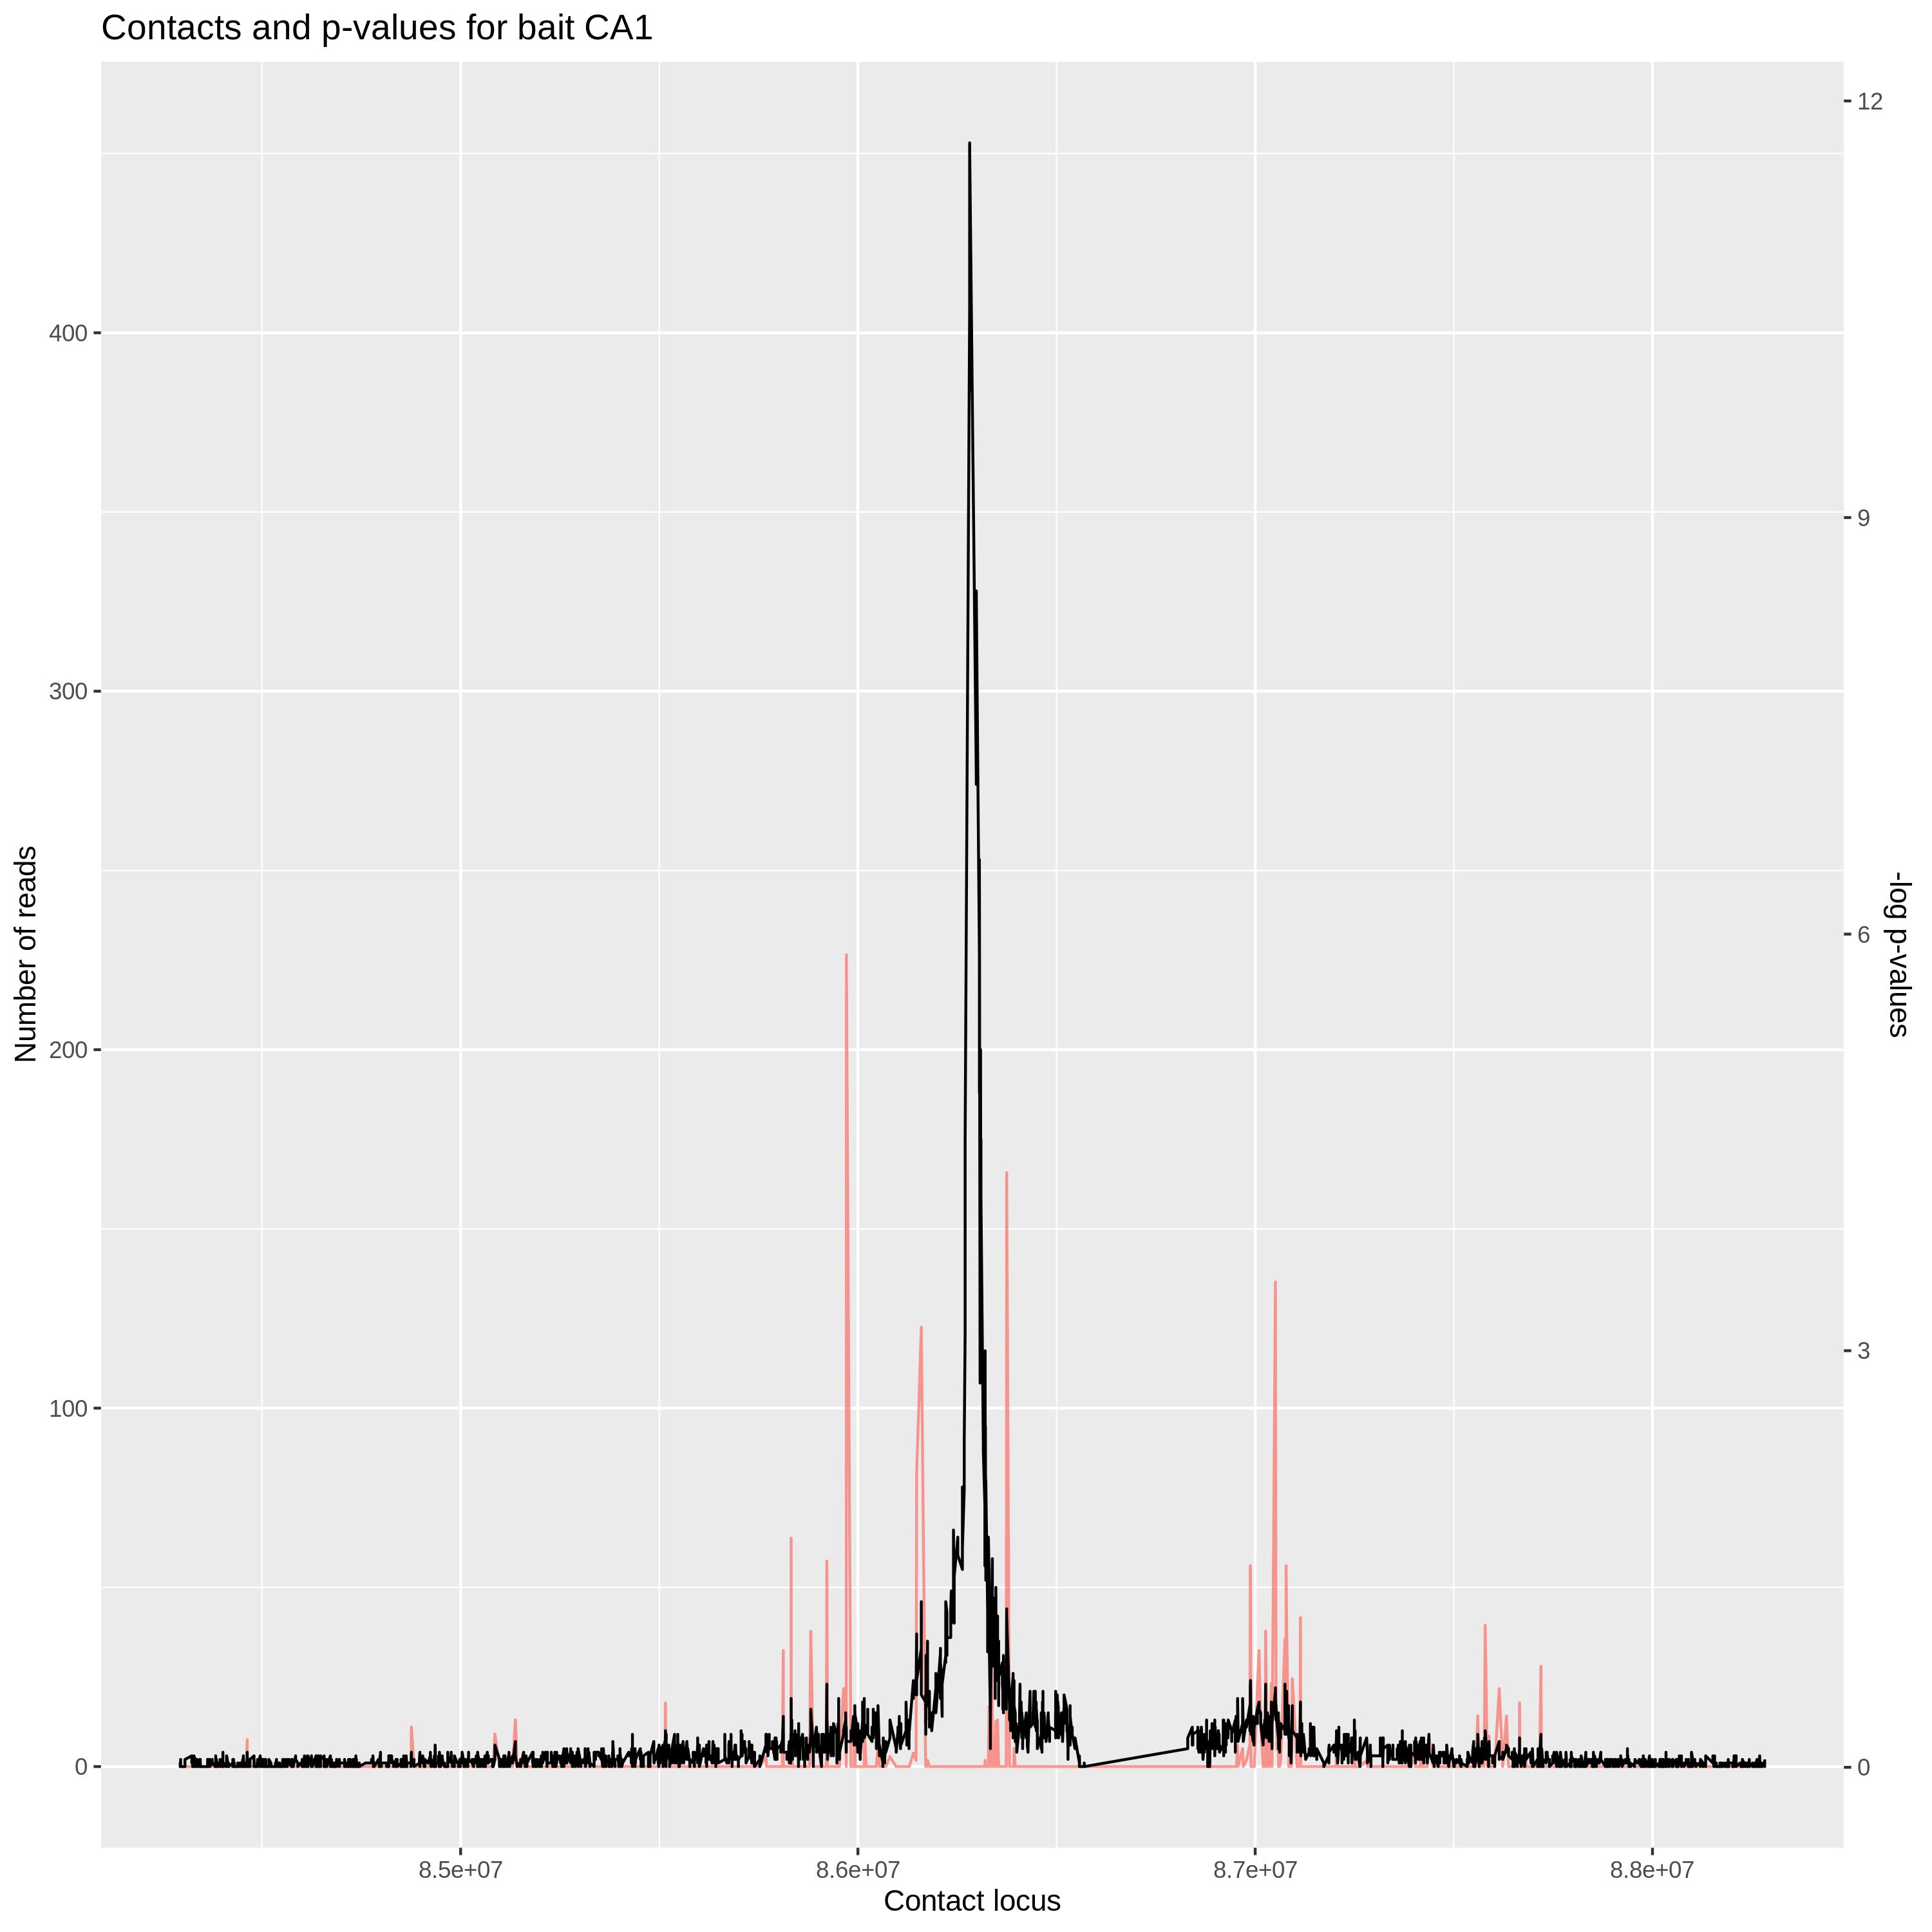 Contacts and p-values for bait CA1
12
400
9
300
Number of reads
-log p-values
6
200
3
100
0
0
8.5e+07
8.6e+07
8.7e+07
8.8e+07
Contact locus